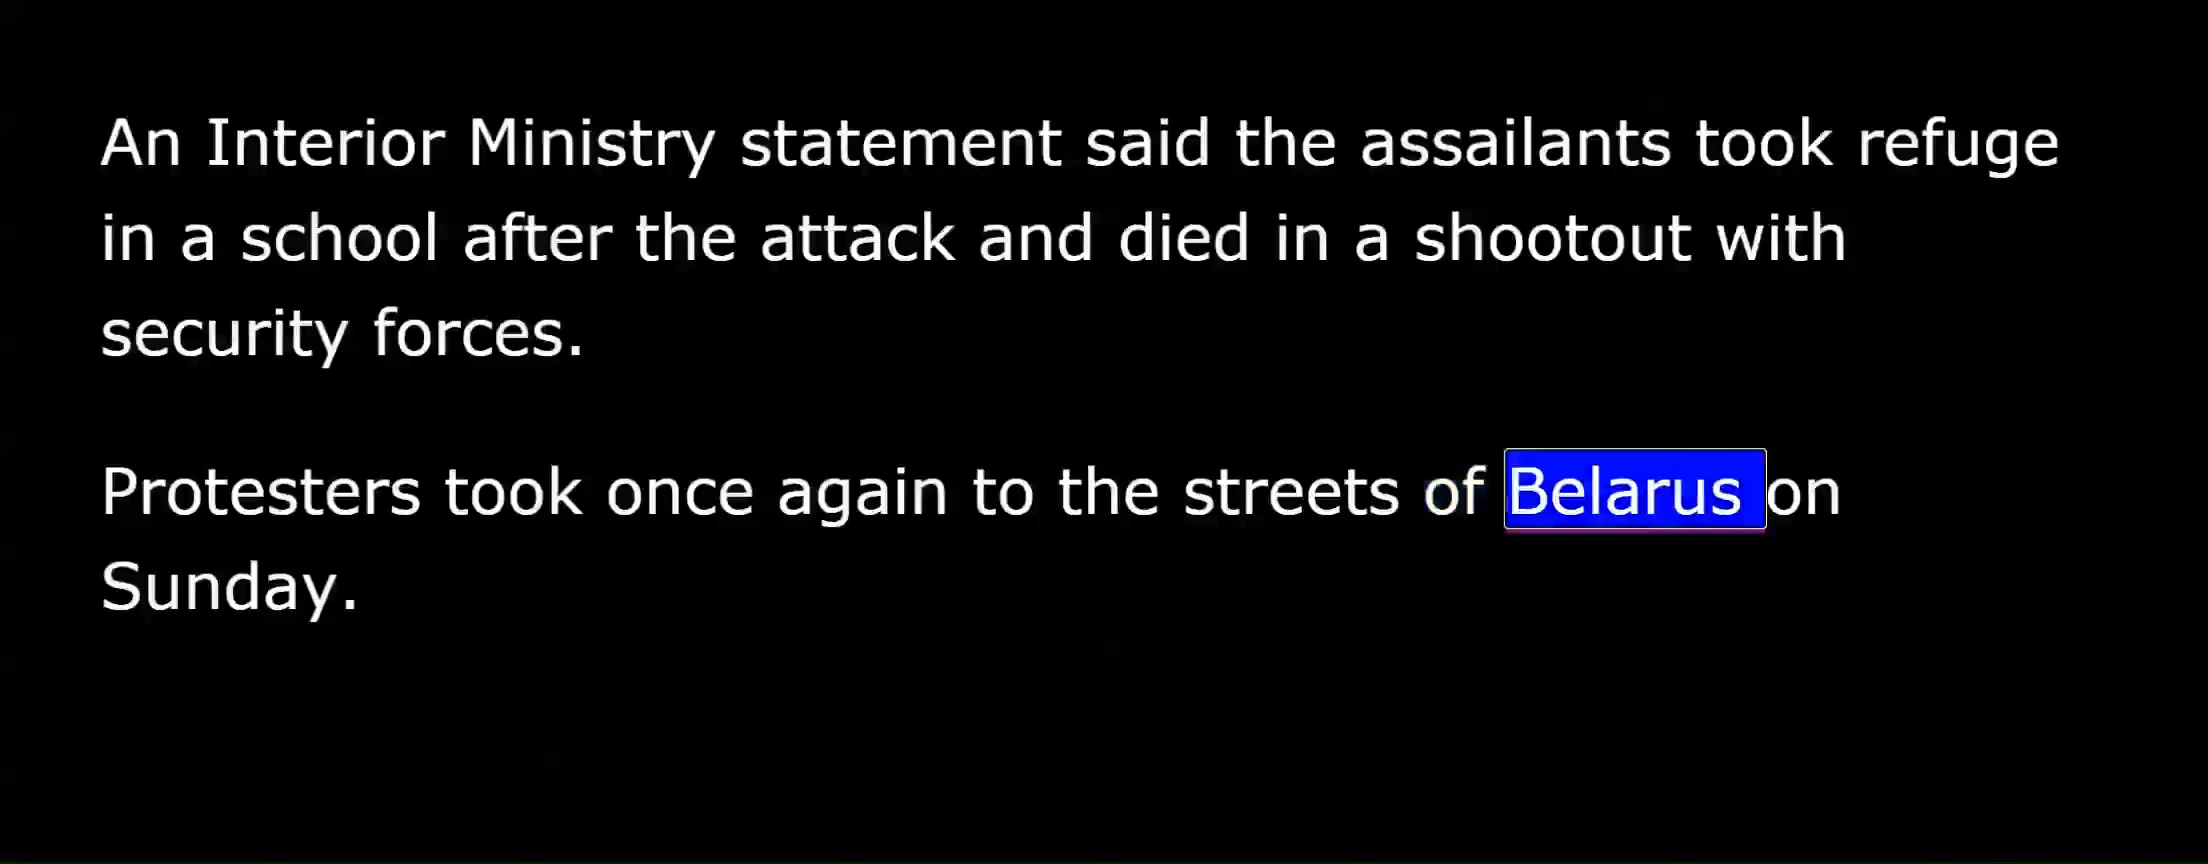 An Interior Ministry statement said the assailants took refuge
in a school after the attack and died in a shootout with
security forces.
Protesters took once again to the streets of Belarus on
Sunday.